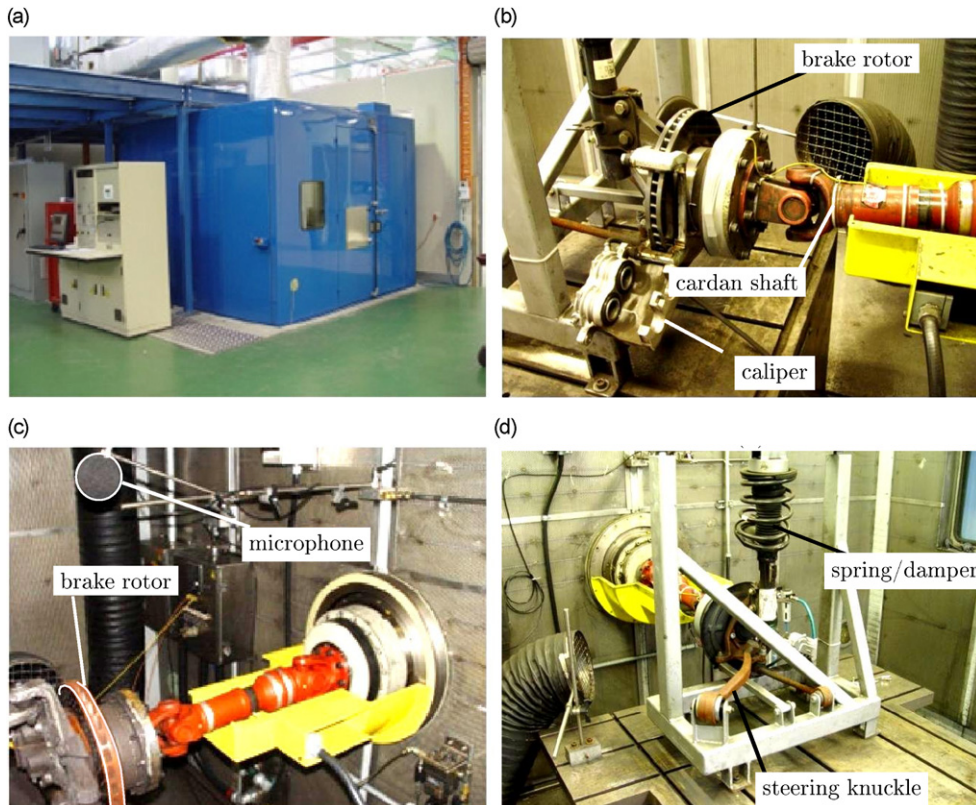 (a)
(b)
brake rotor
cardan shaft
caliper
(c)
microphone
brake rotor
(d)
spring/damper
steering knuckle